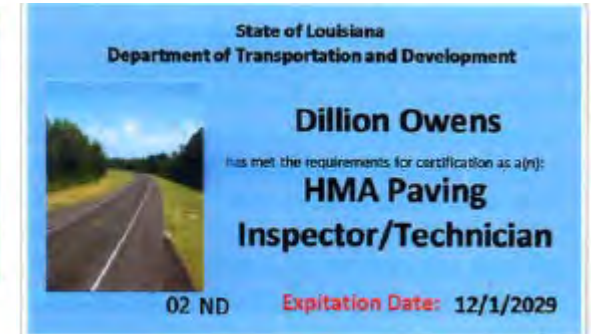 State of Louisiana
Department of Transportation and Development
Dillion Owens
has met the requirements for certification as a(n):
HMA Paving
Inspector/Technician
02 ND Expitation Date: 12/1/2029